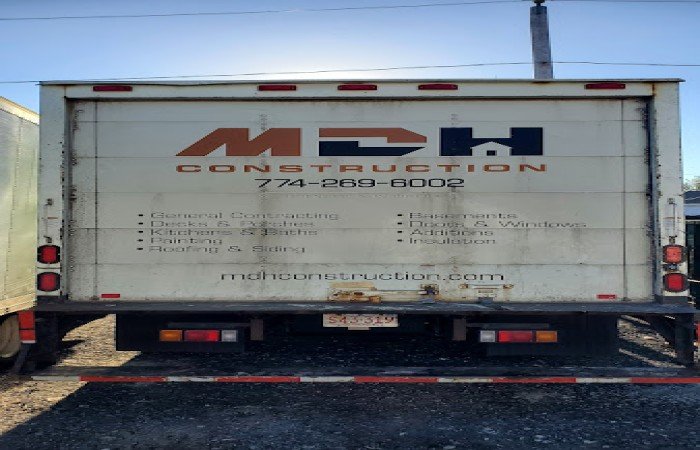 MDH
CONSTRUCTION
774-269-6002
• General Contracting
• Decks & Porches
• Kitchens & Baths
• Painting
• Roofing & Siding
• Basements
• Doors & Windows
• Additions
• Insulation
mdhconstruction.com